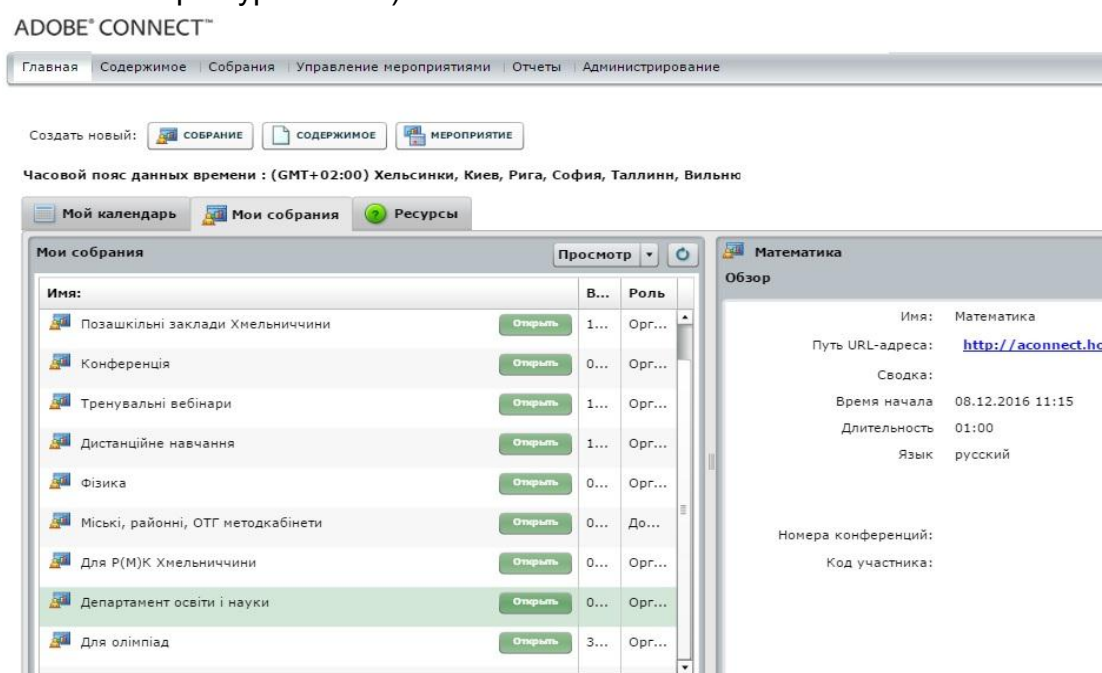 ADOBE® CONNECT™
Главная Содержимое Собрания Управление мероприятиями Отчеты Администрирование
Создать новый: СОБРАНИЕ СОДЕРЖИМОЕ МЕРОПРИЯТИЕ
Часовой пояс данных времени : (GMT+02:00) Хельсинки, Киев, Рига, София, Таллинн, Вильню
Мой календарь Мои собрания Ресурсы
Мои собрания Просмотр
Имя: В... Роль
Позашкільні заклади Хмельниччини Открыть 1... Орг...
Конференція Открыть 0... Орг...
Тренувальні вебінари Открыть 1... Орг...
Дистанційне навчання Открыть 1... Орг...
Фізика Открыть 0... Орг...
Міські, районні, ОТГ методкабінети Открыть 0... До...
Для Р(М)К Хмельниччини Открыть 0... Орг...
Департамент освіти і науки Открыть 0... Орг...
Для олімпіад Открыть 3... Орг...
Математика
Обзор
Имя: Математика
Путь URL-адреса: http://aconnect.ho
Сводка:
Время начала 08.12.2016 11:15
Длительность 01:00
Язык русский
Номера конференций:
Код участника: